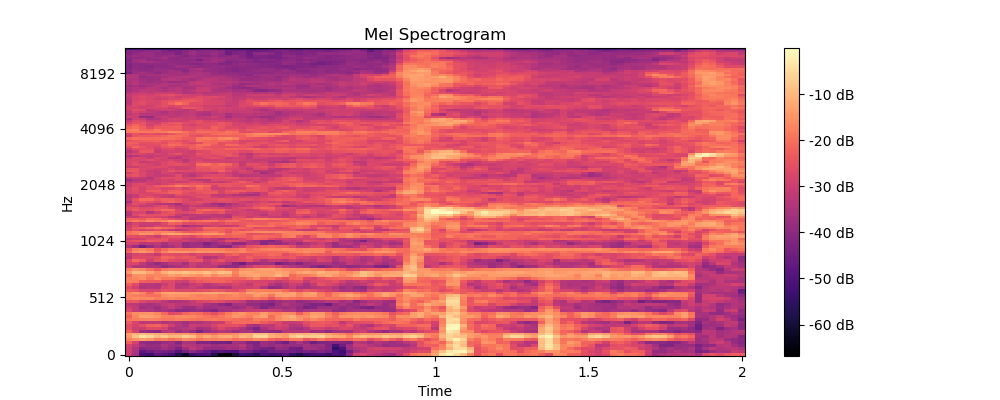 Mel Spectrogram
8192
4096
2048
1024
512
0
Hz
0 0.5 1 1.5 2
Time
-10 dB
-20 dB
-30 dB
-40 dB
-50 dB
-60 dB